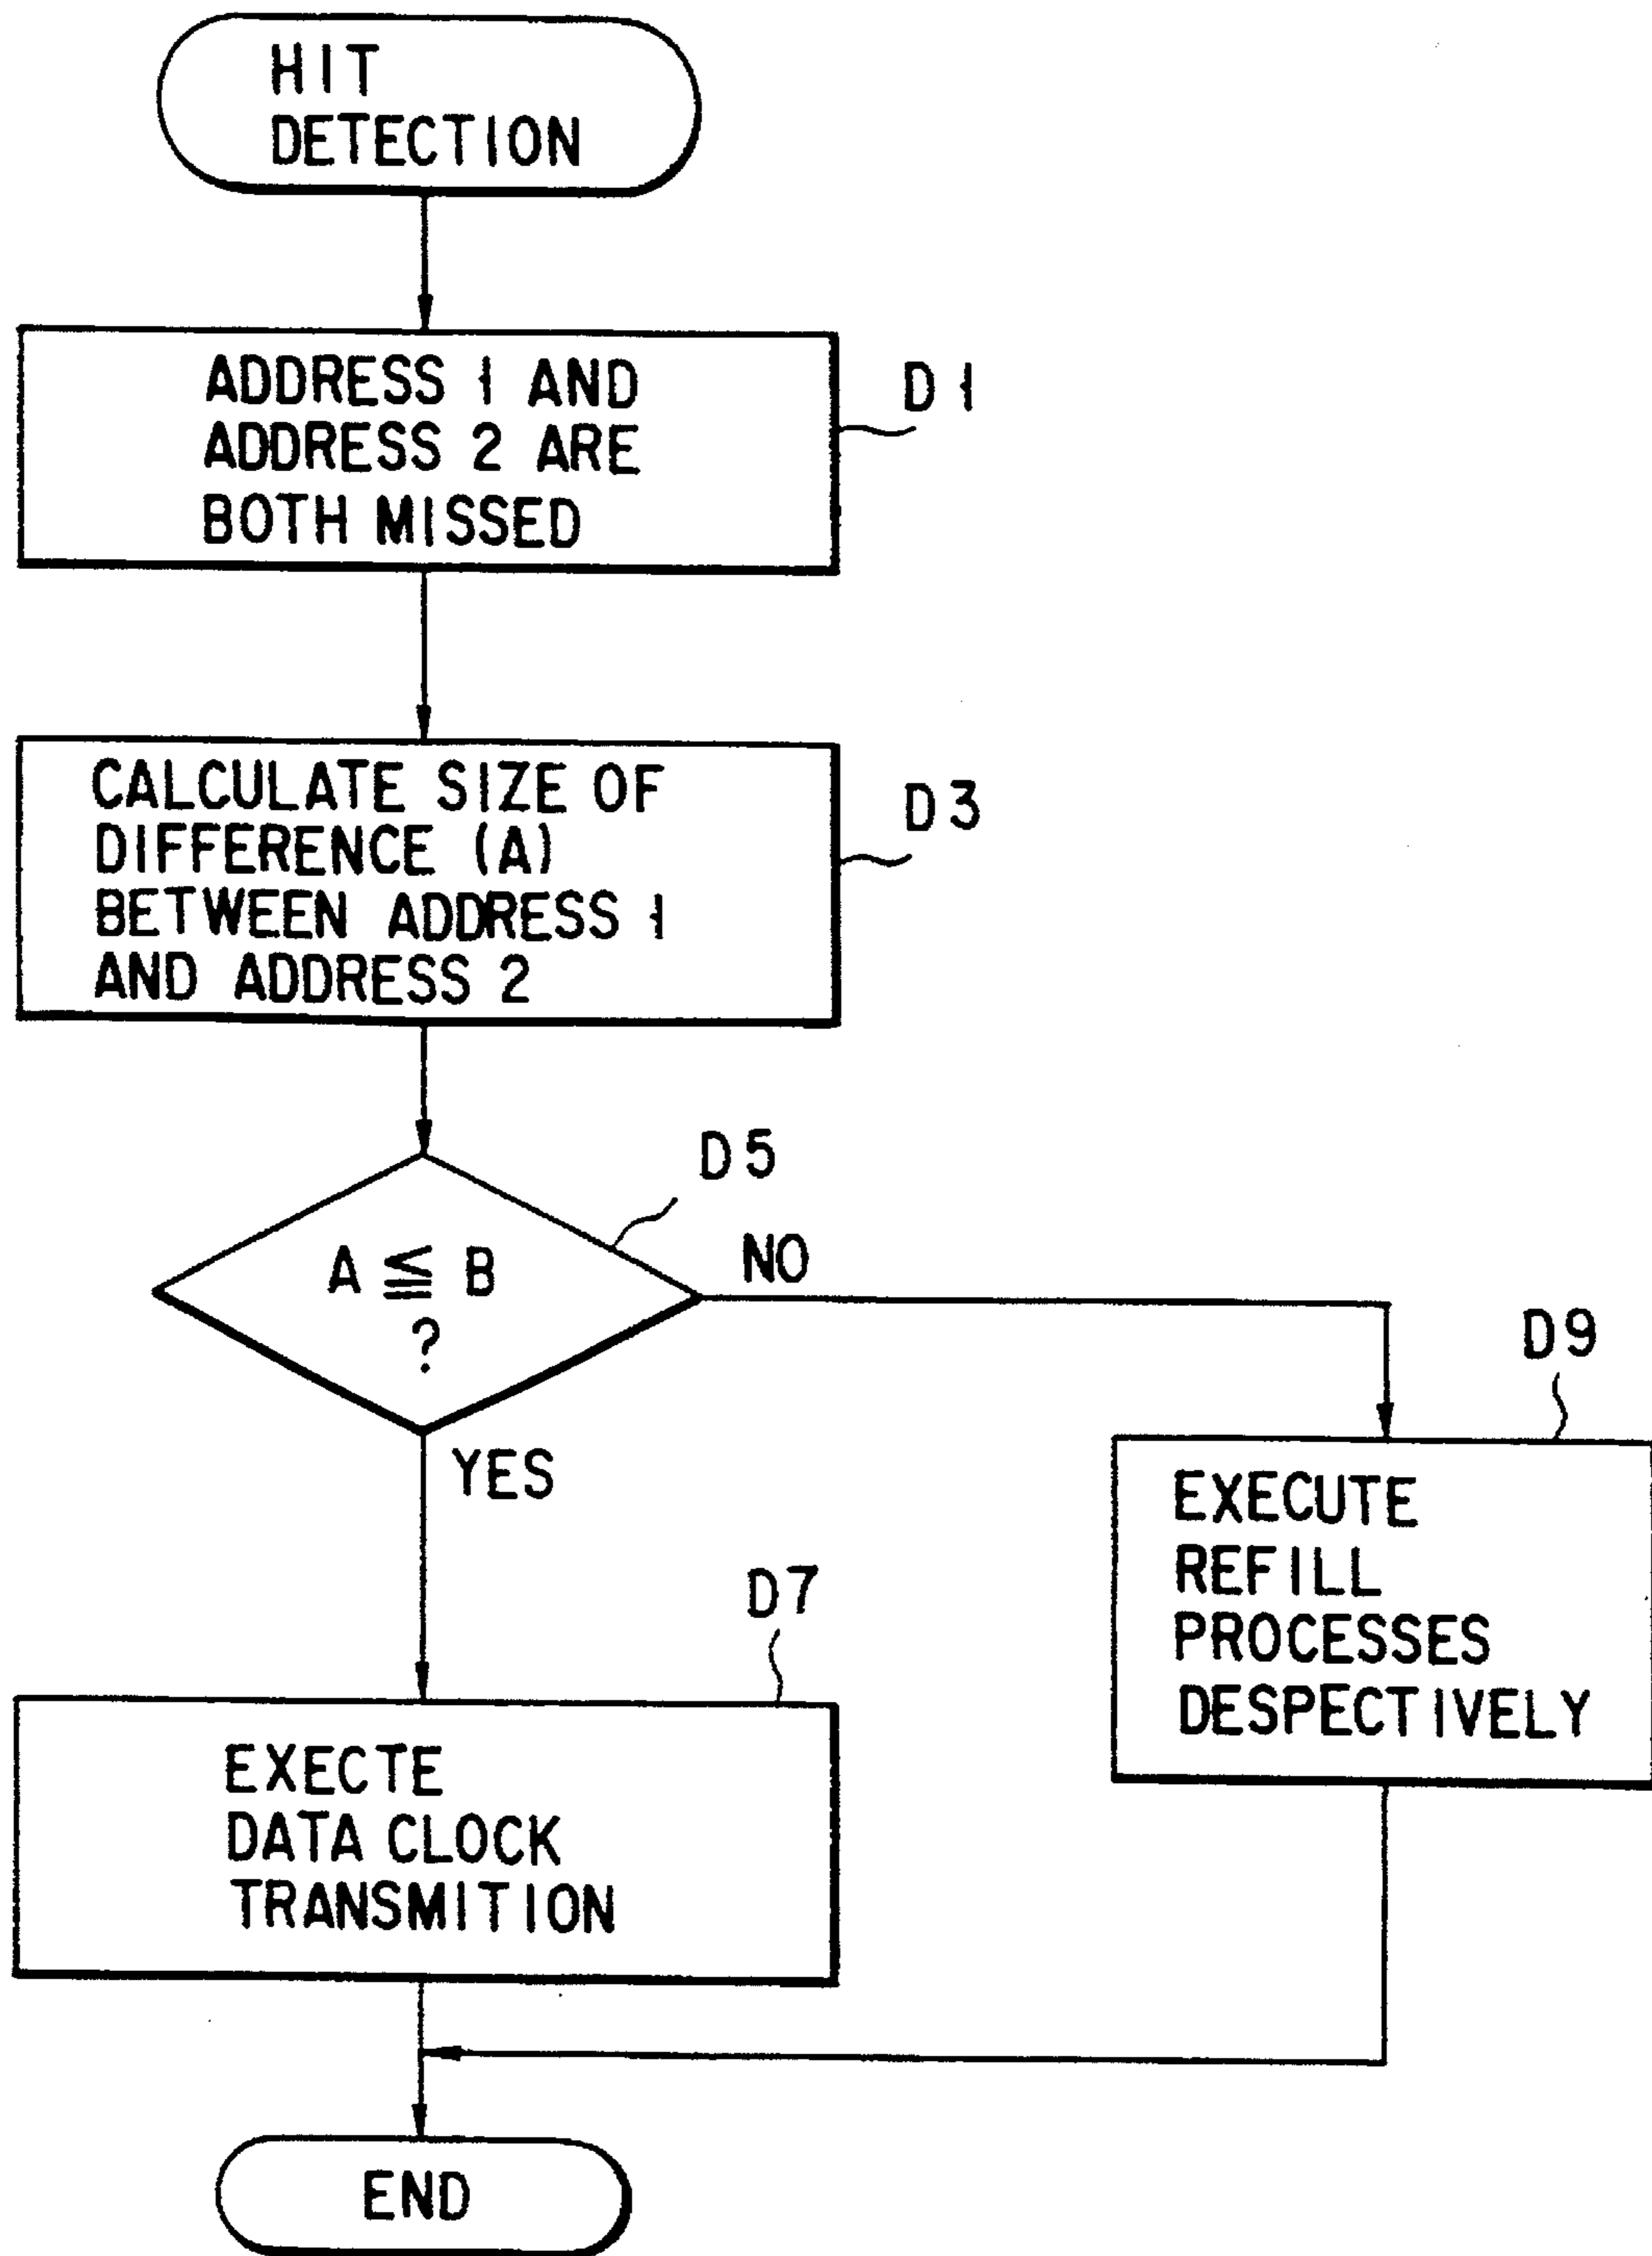 HIT
DETECTION
ADDRESS 1 AND
ADDRESS 2 ARE
BOTH MISSED
D1
CALCULATE SIZE OF
DIFFERENCE (A)
BETWEEN ADDRESS 1
AND ADDRESS 2
D3
D5
A ≦ B
?
NO
YES
D9
EXECUTE
REFILL
PROCESSES
DESPECTIVELY
D7
EXECTE
DATA CLOCK
TRANSMITION
END